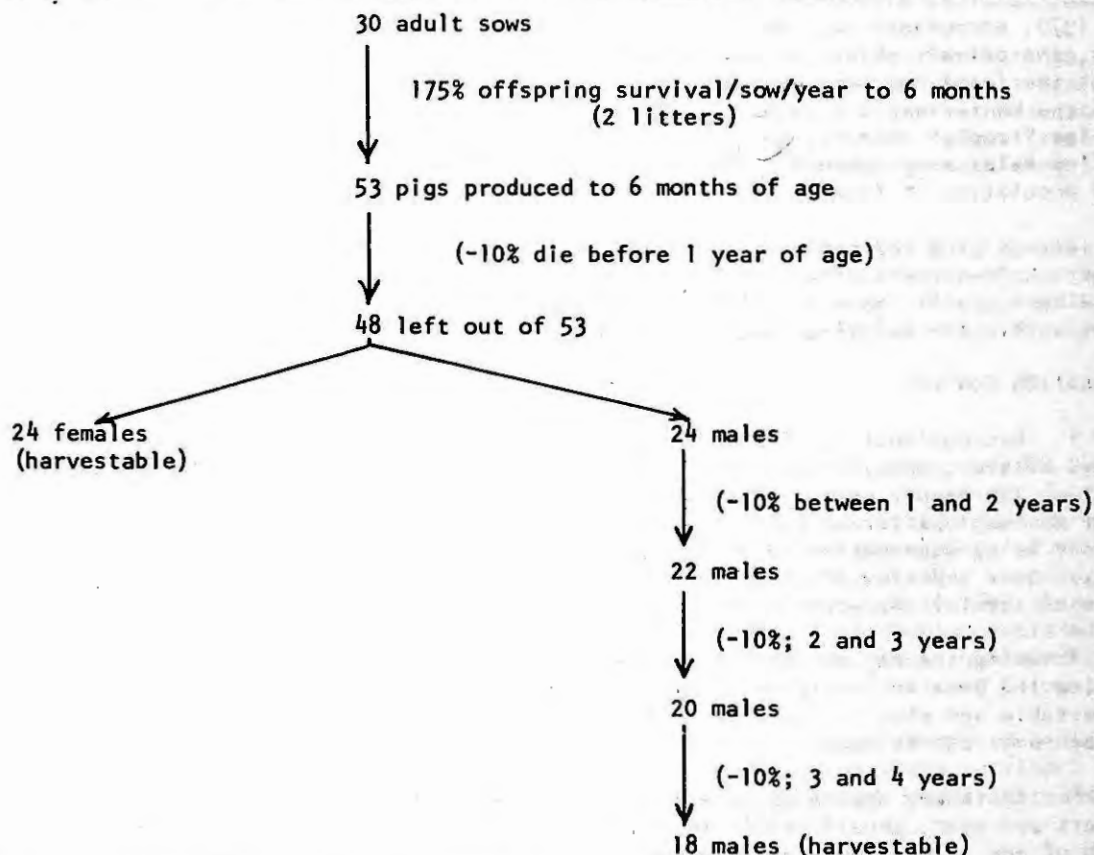 30 adult sows
175% offspring survival/sow/year to 6 months
(2 litters)
53 pigs produced to 6 months of age
(-10% die before 1 year of age)
48 left out of 53
24 females
(harvestable)
24 males
(-10% between 1 and 2 years)
22 males
(-10%; 2 and 3 years)
20 males
(-10%; 3 and 4 years)
18 males (harvestable)